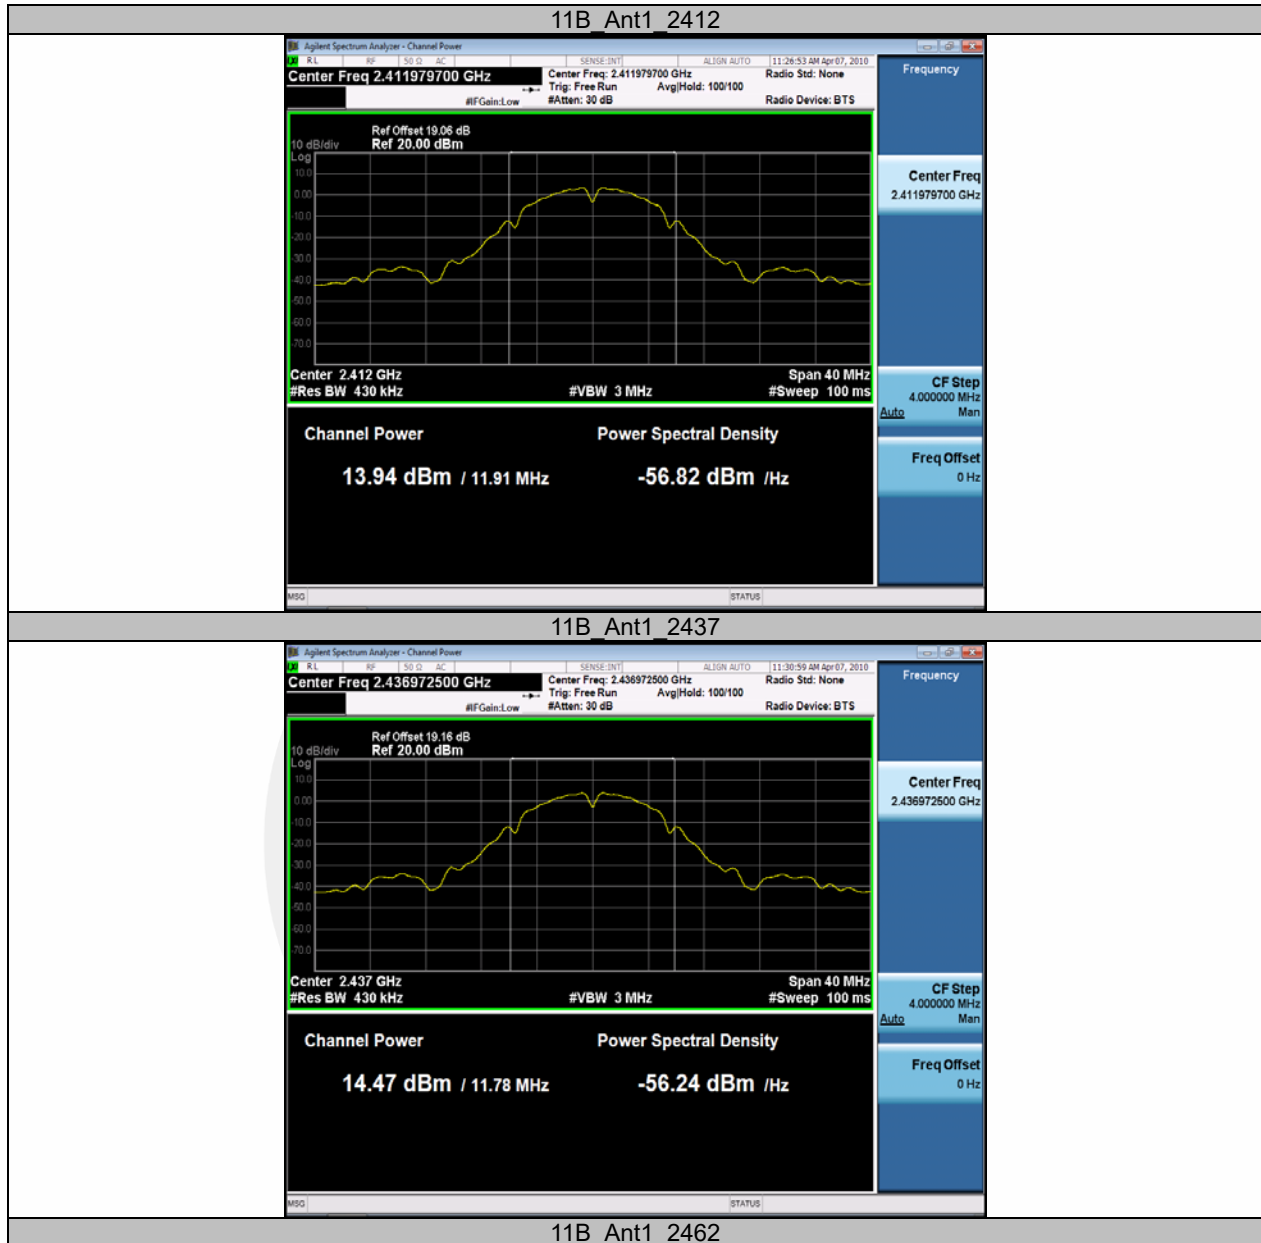 11B_Ant1_2412
Agilent Spectrum Analyzer - Channel Power
LXI RL RF 50 Ω AC SENSE:INT ALIGN AUTO 11:26:53 AM Apr 07, 2010
Center Freq 2.411979700 GHz
Center Freq: 2.411979700 GHz Radio Std: None
Trig: Free Run Avg|Hold: 100/100
#IFGain:Low #Atten: 30 dB Radio Device: BTS
Frequency
Ref Offset 19.06 dB
10 dB/div Ref 20.00 dBm
Log
10.0
0.00
-10.0
-20.0
-30.0
-40.0
-50.0
-60.0
-70.0
Center 2.412 GHz Span 40 MHz
#Res BW 430 kHz #VBW 3 MHz #Sweep 100 ms
Channel Power Power Spectral Density
13.94 dBm / 11.91 MHz -56.82 dBm /Hz
Center Freq
2.411979700 GHz
CF Step
4.000000 MHz
Auto Man
Freq Offset
0 Hz
MSG STATUS
11B_Ant1_2437
Agilent Spectrum Analyzer - Channel Power
LXI RL RF 50 Ω AC SENSE:INT ALIGN AUTO 11:30:59 AM Apr 07, 2010
Center Freq 2.436972500 GHz
Center Freq: 2.436972500 GHz Radio Std: None
Trig: Free Run Avg|Hold: 100/100
#IFGain:Low #Atten: 30 dB Radio Device: BTS
Frequency
Ref Offset 19.16 dB
10 dB/div Ref 20.00 dBm
Log
10.0
0.00
-10.0
-20.0
-30.0
-40.0
-50.0
-60.0
-70.0
Center 2.437 GHz Span 40 MHz
#Res BW 430 kHz #VBW 3 MHz #Sweep 100 ms
Channel Power Power Spectral Density
14.47 dBm / 11.78 MHz -56.24 dBm /Hz
Center Freq
2.436972500 GHz
CF Step
4.000000 MHz
Auto Man
Freq Offset
0 Hz
MSG STATUS
11B_Ant1_2462